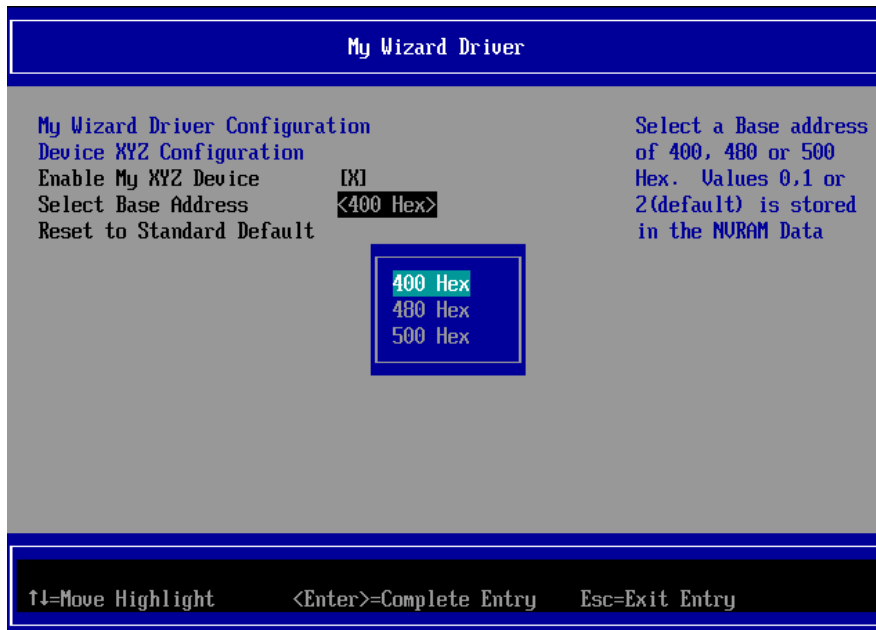 My Wizard Driver
My Wizard Driver Configuration
Device XYZ Configuration
Enable My XYZ Device [X]
Select Base Address <400 Hex>
Reset to Standard Default
Select a Base address
of 400, 480 or 500
Hex. Values 0,1 or
2(default) is stored
in the NVRAM Data
400 Hex
480 Hex
500 Hex
↑↓=Move Highlight <Enter>=Complete Entry Esc=Exit Entry